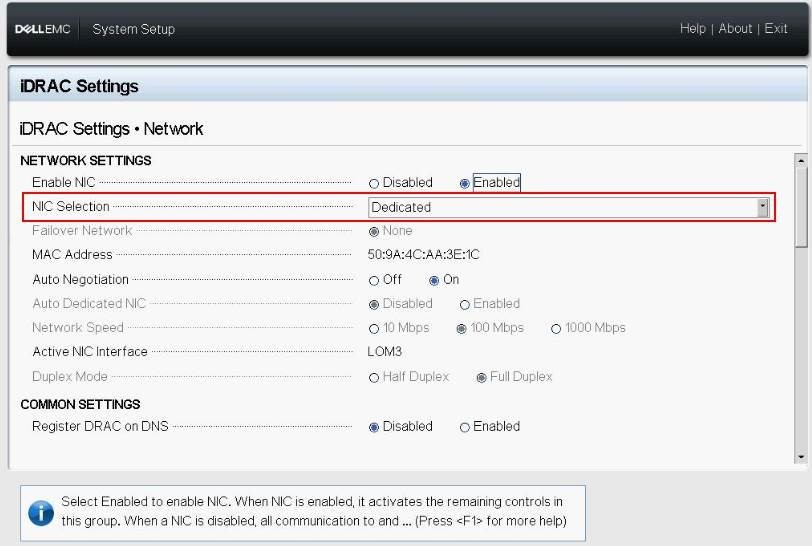 DELLEMC System Setup Help | About | Exit
iDRAC Settings
iDRAC Settings • Network
NETWORK SETTINGS
Enable NIC Disabled Enabled
NIC Selection Dedicated
Failover Network None
MAC Address 50:9A:4C:AA:3E:1C
Auto Negotiation Off On
Auto Dedicated NIC Disabled Enabled
Network Speed 10 Mbps 100 Mbps 1000 Mbps
Active NIC Interface LOM3
Duplex Mode Half Duplex Full Duplex
COMMON SETTINGS
Register DRAC on DNS Disabled Enabled
Select Enabled to enable NIC. When NIC is enabled, it activates the remaining controls in
this group. When a NIC is disabled, all communication to and ... (Press <F1> for more help)